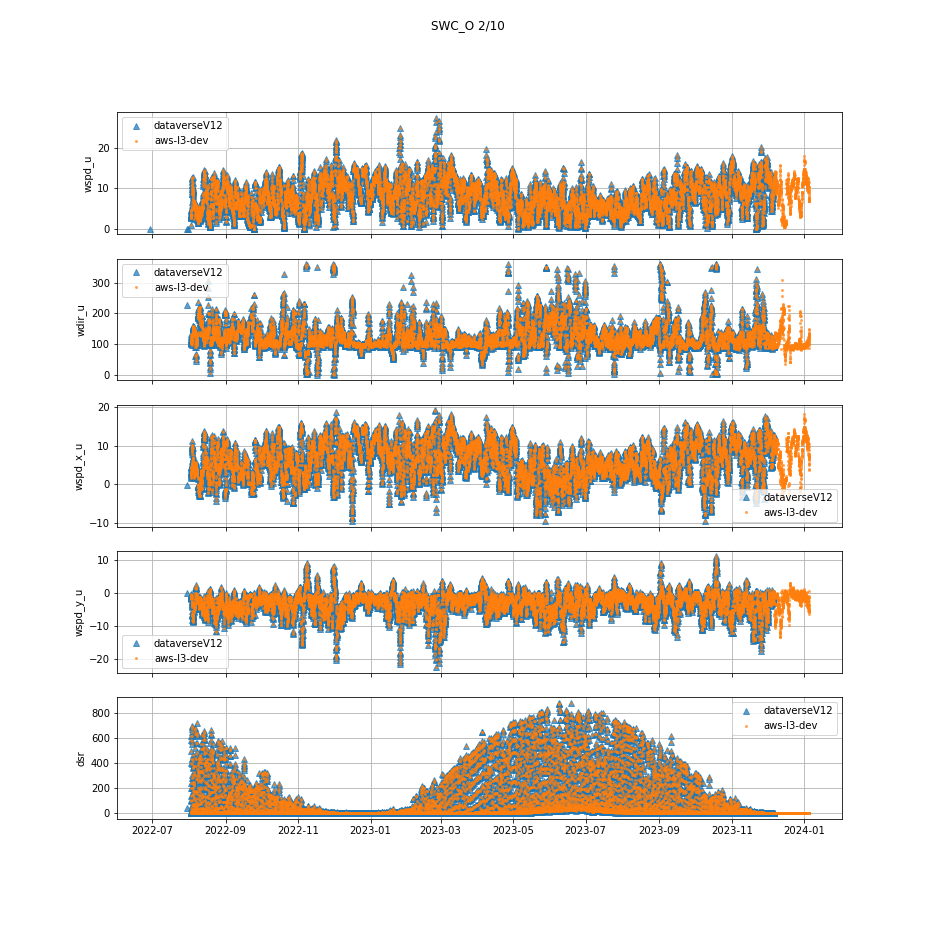 SWC_O 2/10
20
10
0
wspd_u
dataverseV12
aws-l3-dev
300
200
100
0
wdir_u
dataverseV12
aws-l3-dev
20
10
0
−10
wspd_x_u
dataverseV12
aws-l3-dev
10
0
−10
−20
wspd_y_u
dataverseV12
aws-l3-dev
800
600
400
200
0
dsr
dataverseV12
aws-l3-dev
2022-07 2022-09 2022-11 2023-01 2023-03 2023-05 2023-07 2023-09 2023-11 2024-01